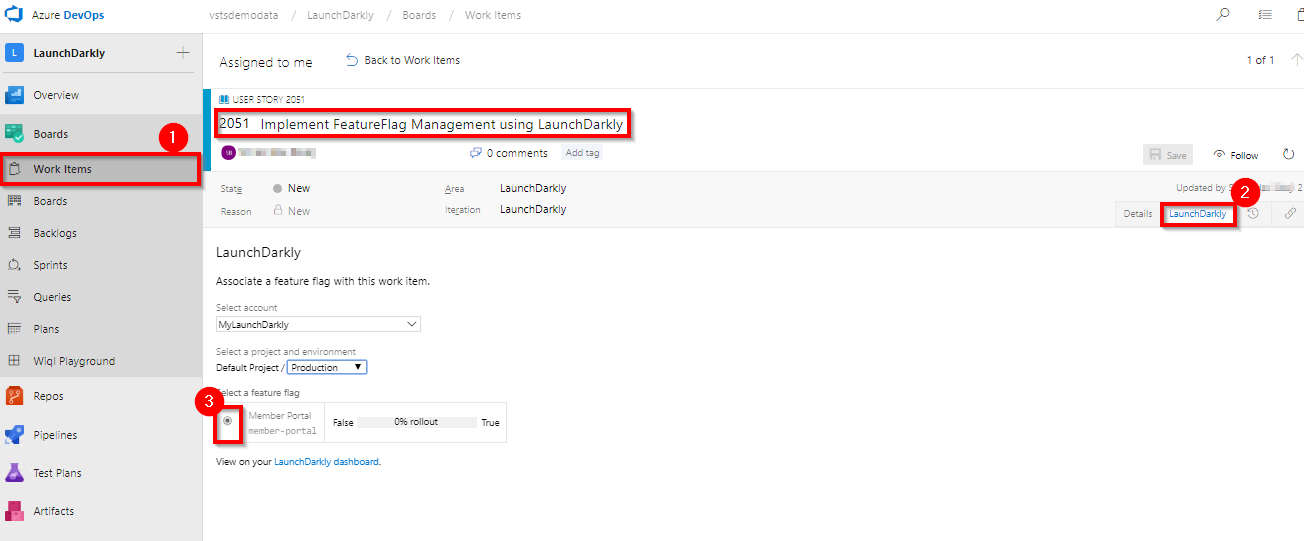 Azure DevOps
vstsdemodata / LaunchDarkly / Boards / Work Items
L LaunchDarkly
Assigned to me Back to Work Items 1 of 1
Overview
USER STORY 2051
2051 Implement FeatureFlag Management using LaunchDarkly
Boards
1
SB 0 comments Add tag Save Follow
Work Items
State New Area LaunchDarkly Updated by
2
Boards
Reason New Iteration LaunchDarkly
Details LaunchDarkly
Backlogs
LaunchDarkly
Sprints
Associate a feature flag with this work item.
Queries
Select account
MyLaunchDarkly
Plans
Select a project and environment
Wiql Playground
Default Project / Production
Repos
Select a feature flag
3
Member Portal
member-portal
False 0% rollout True
Pipelines
View on your LaunchDarkly dashboard.
Test Plans
Artifacts